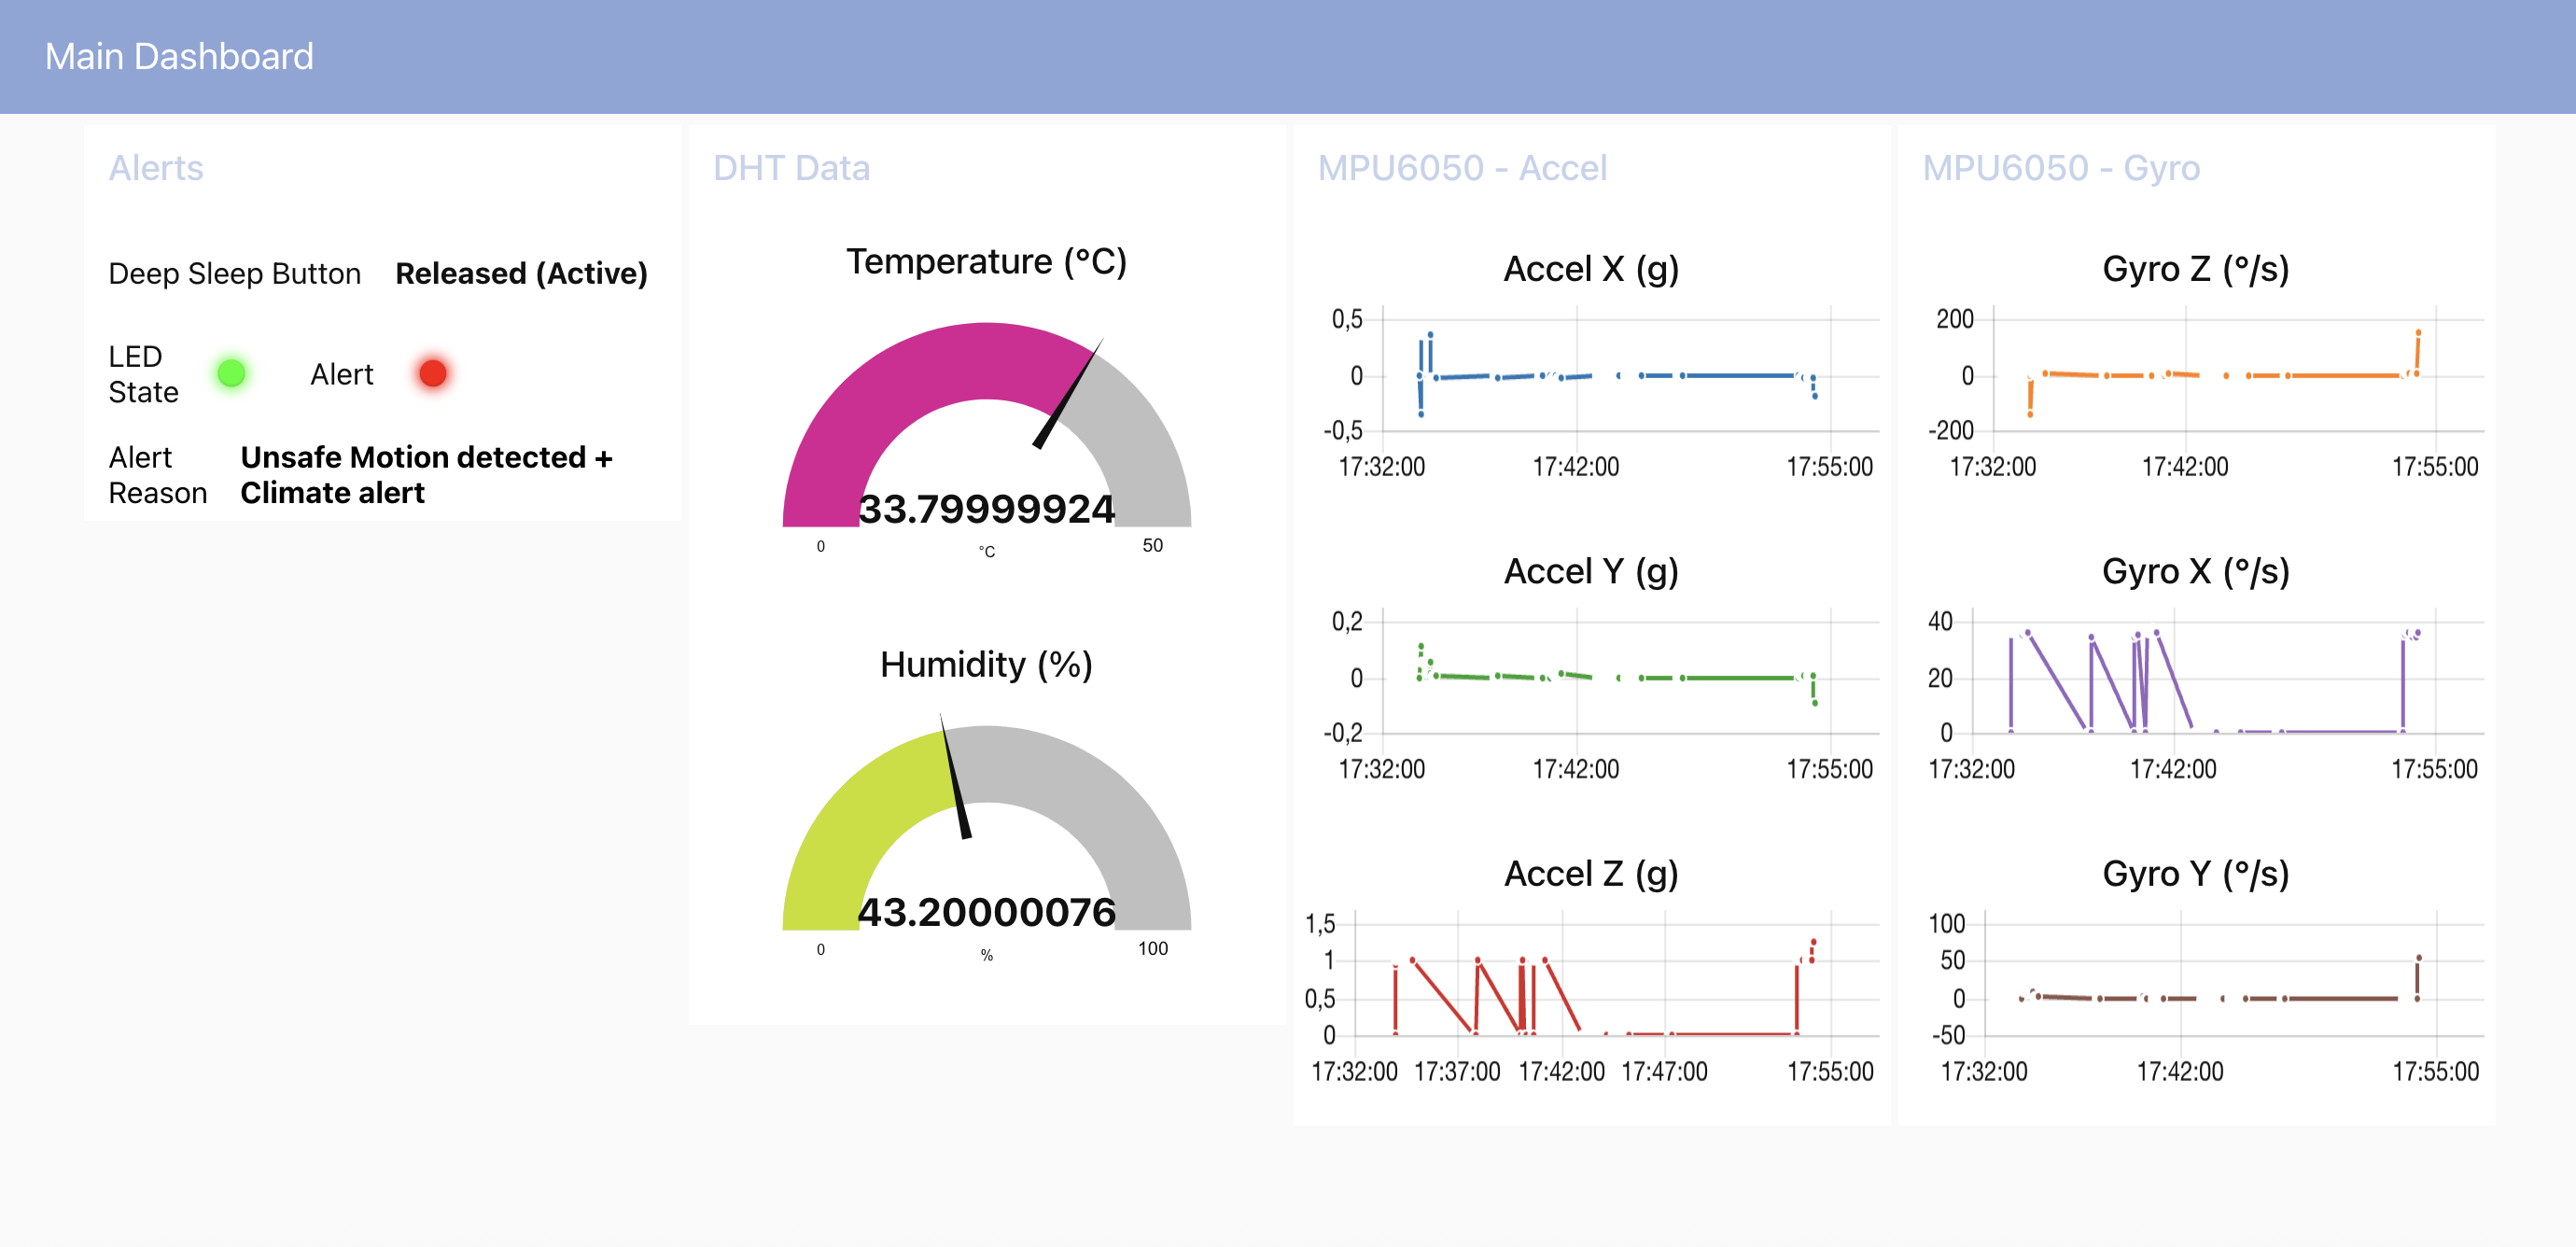 Main Dashboard
Alerts
Deep Sleep Button Released (Active)
LED
State
Alert
Alert
Reason
Unsafe Motion detected +
Climate alert
DHT Data
Temperature (°C)
33.79999924
0 °C 50
Humidity (%)
43.20000076
0 % 100
MPU6050 - Accel
Accel X (g)
0,5
0
-0,5
17:32:00 17:42:00 17:55:00
Accel Y (g)
0,2
0
-0,2
17:32:00 17:42:00 17:55:00
Accel Z (g)
1,5
1
0,5
0
17:32:00 17:37:00 17:42:00 17:47:00 17:55:00
MPU6050 - Gyro
Gyro Z (°/s)
200
0
-200
17:32:00 17:42:00 17:55:00
Gyro X (°/s)
40
20
0
17:32:00 17:42:00 17:55:00
Gyro Y (°/s)
100
50
0
-50
17:32:00 17:42:00 17:55:00